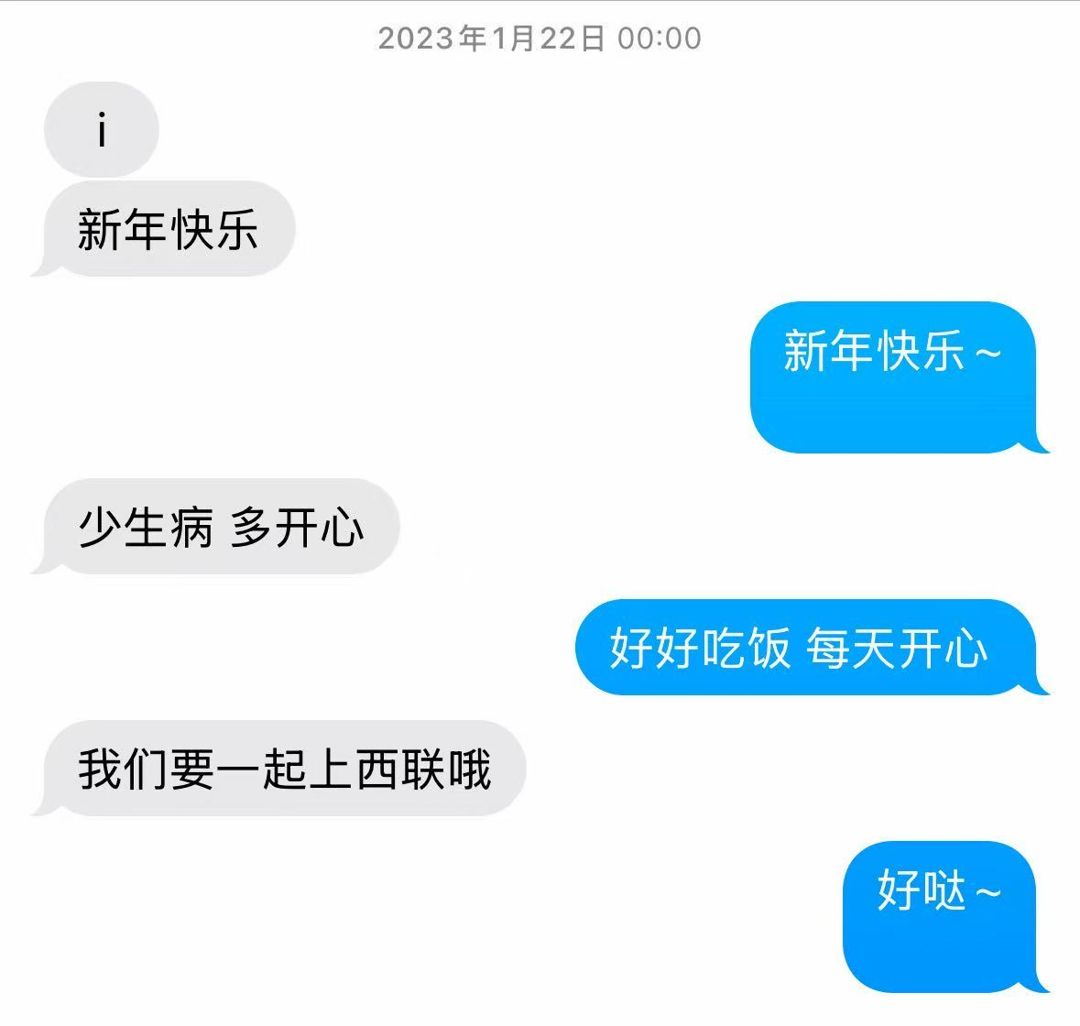 2023年1月22日 00:00
i
新年快乐
新年快乐~
少生病 多开心
好好吃饭 每天开心
我们要一起上西联哦
好哒~